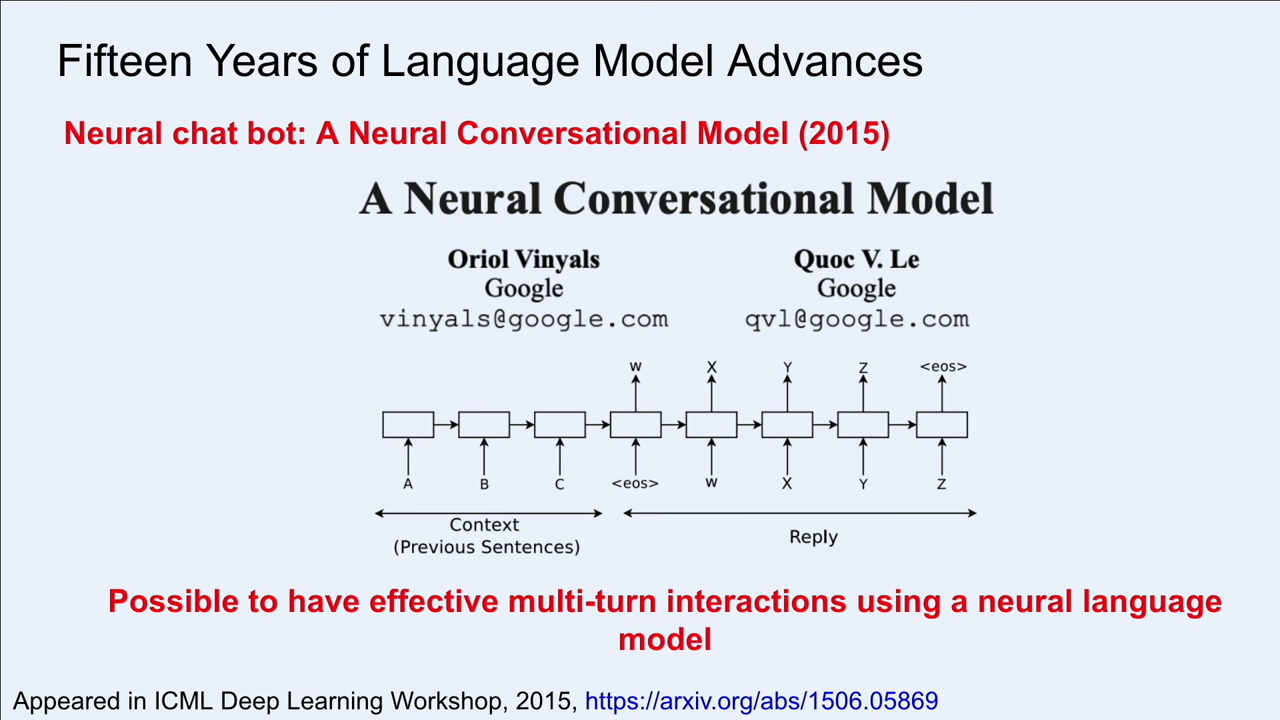 Fifteen Years of Language Model Advances
Neural chat bot: A Neural Conversational Model (2015)
A Neural Conversational Model
Oriol Vinyals Quoc V. Le
Google Google
vinyals@google.com qvl@google.com
W X Y Z <eos>
A B C <eos> W X Y Z
Context
(Previous Sentences)
Reply
Possible to have effective multi-turn interactions using a neural language
model
Appeared in ICML Deep Learning Workshop, 2015, https://arxiv.org/abs/1506.05869